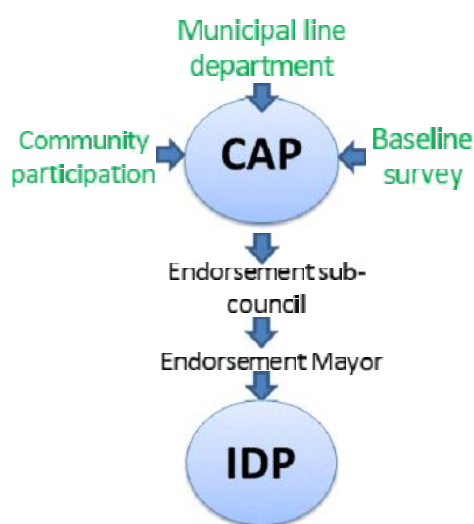 Municipal line
department
Community
participation
CAP
Baseline
survey
Endorsement sub-
council
Endorsement Mayor
IDP